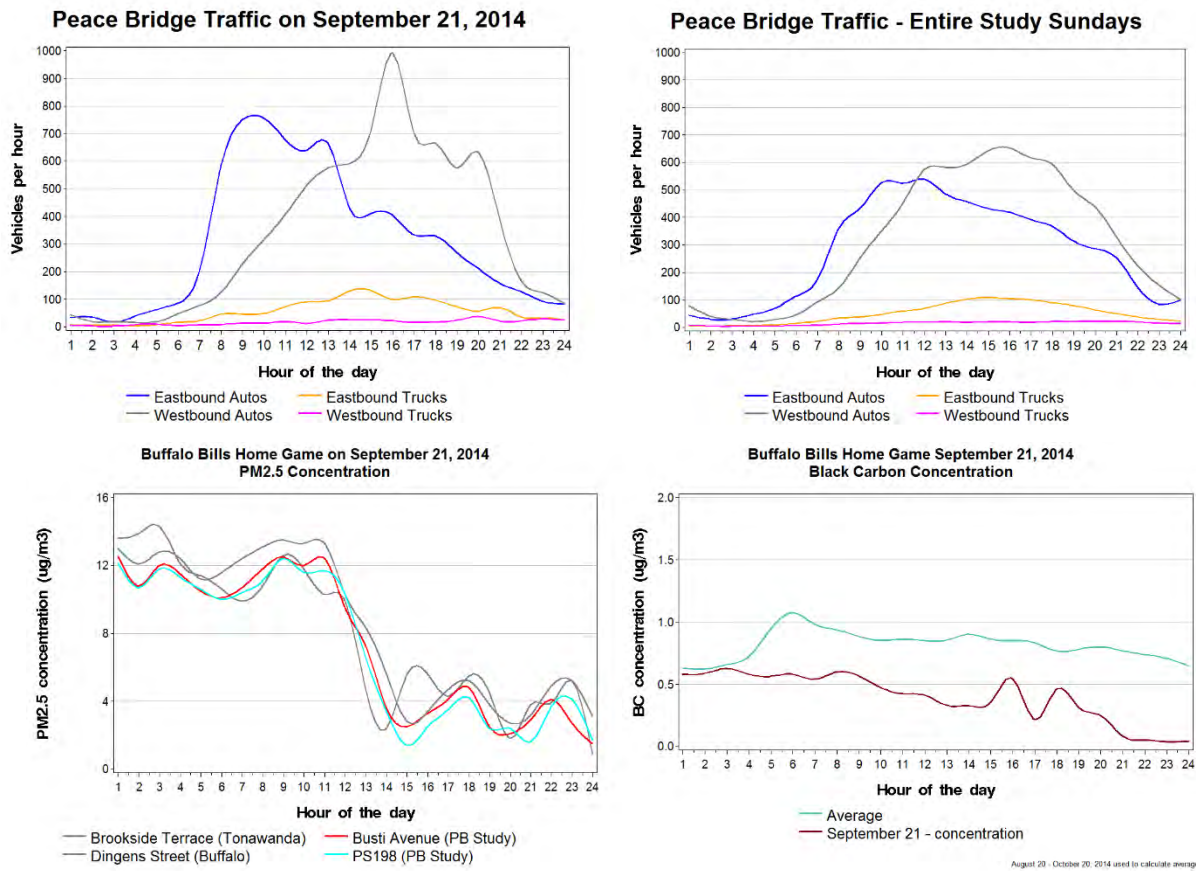 Peace Bridge Traffic on September 21, 2014
1000
900
800
700
600
500
400
300
200
100
0
Vehicles per hour
1 2 3 4 5 6 7 8 9 10 11 12 13 14 15 16 17 18 19 20 21 22 23 24
Hour of the day
Eastbound Autos Eastbound Trucks
Westbound Autos Westbound Trucks
Peace Bridge Traffic - Entire Study Sundays
1000
900
800
700
600
500
400
300
200
100
0
Vehicles per hour
1 2 3 4 5 6 7 8 9 10 11 12 13 14 15 16 17 18 19 20 21 22 23 24
Hour of the day
Eastbound Autos Eastbound Trucks
Westbound Autos Westbound Trucks
Buffalo Bills Home Game on September 21, 2014
PM2.5 Concentration
16
12
8
4
0
PM2.5 concentration (ug/m3)
1 2 3 4 5 6 7 8 9 10 11 12 13 14 15 16 17 18 19 20 21 22 23 24
Hour of the day
Brookside Terrace (Tonawanda) Busti Avenue (PB Study)
Dingens Street (Buffalo) PS198 (PB Study)
Buffalo Bills Home Game September 21, 2014
Black Carbon Concentration
2.0
1.5
1.0
0.5
0.0
BC concentration (ug/m3)
1 2 3 4 5 6 7 8 9 10 11 12 13 14 15 16 17 18 19 20 21 22 23 24
Hour of the day
Average
September 21 - concentration
August 20 - October 20, 2014 used to calculate averag